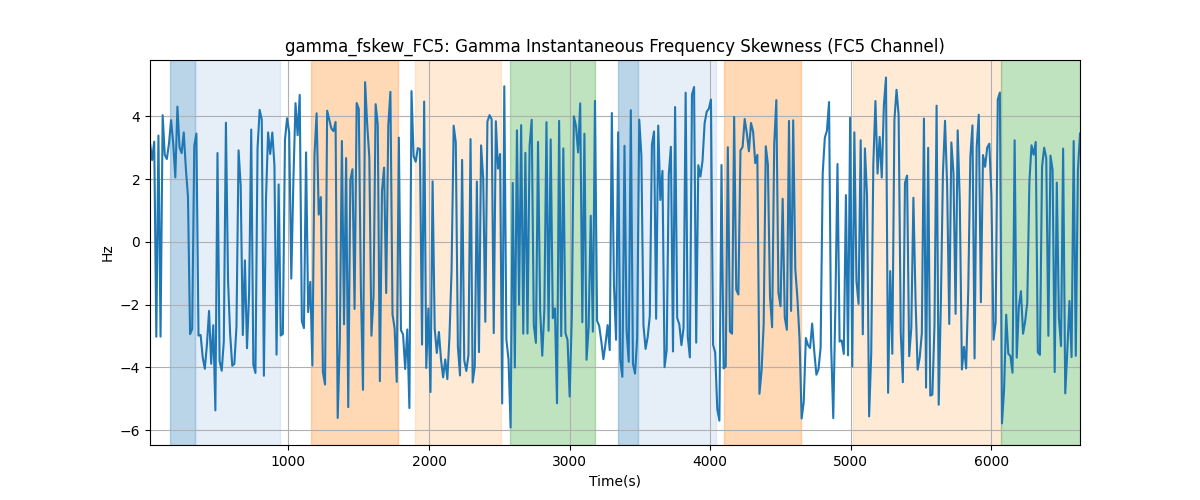 gamma_fskew_FC5: Gamma Instantaneous Frequency Skewness (FC5 Channel)
Hz
4
2
0
−2
−4
−6
1000 2000 3000 4000 5000 6000
Time(s)